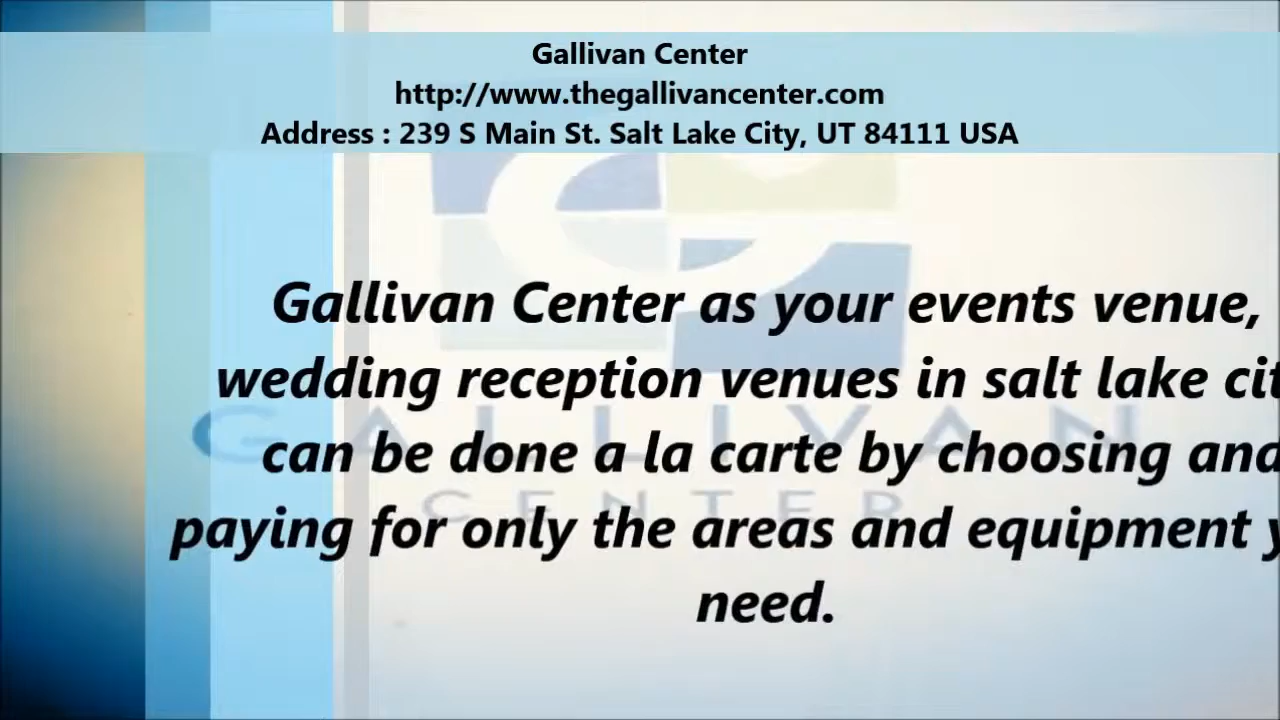 Gallivan Center
http://www.thegallivancenter.com
Address : 239 S Main St. Salt Lake City, UT 84111 USA
Gallivan Center as your events venue,
wedding reception venues in salt lake
can be done a la carte by choosing and
paying for only the areas and equipment
need.
GALLIVAN
CENTER